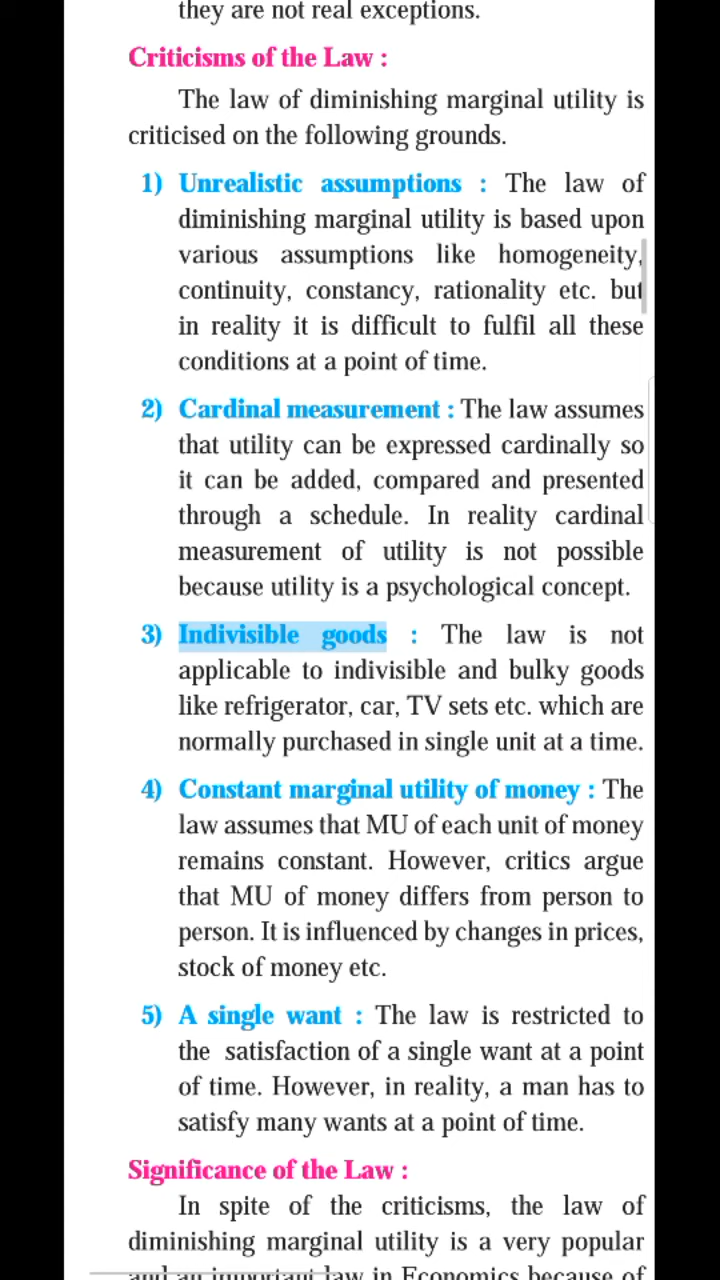 they are not real exceptions.
Criticisms of the Law :
The law of diminishing marginal utility is
criticised on the following grounds.
1) Unrealistic assumptions : The law of
diminishing marginal utility is based upon
various assumptions like homogeneity,
continuity, constancy, rationality etc. but
in reality it is difficult to fulfil all these
conditions at a point of time.
2) Cardinal measurement : The law assumes
that utility can be expressed cardinally so
it can be added, compared and presented
through a schedule. In reality cardinal
measurement of utility is not possible
because utility is a psychological concept.
3) Indivisible goods : The law is not
applicable to indivisible and bulky goods
like refrigerator, car, TV sets etc. which are
normally purchased in single unit at a time.
4) Constant marginal utility of money : The
law assumes that MU of each unit of money
remains constant. However, critics argue
that MU of money differs from person to
person. It is influenced by changes in prices,
stock of money etc.
5) A single want : The law is restricted to
the satisfaction of a single want at a point
of time. However, in reality, a man has to
satisfy many wants at a point of time.
Significance of the Law :
In spite of the criticisms, the law of
diminishing marginal utility is a very popular
and an important law in Economics because of